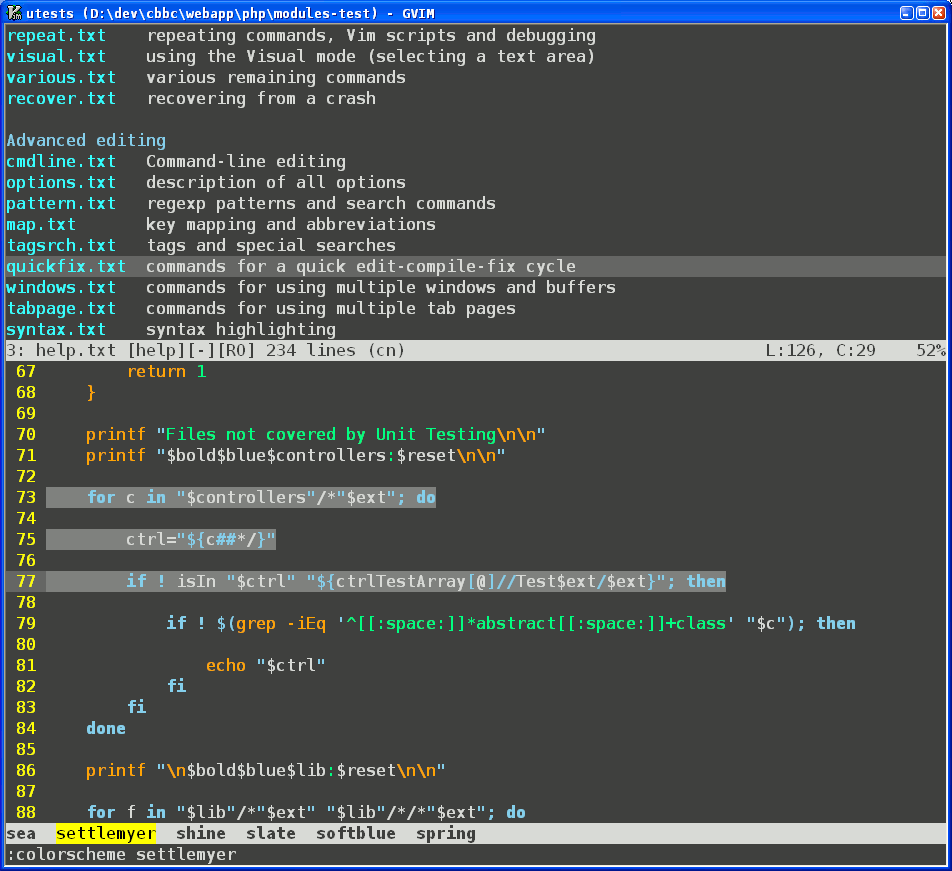 utests (D:\dev\cbbc\webapp\php\modules-test) - GVIM
repeat.txt repeating commands, Vim scripts and debugging
visual.txt using the Visual mode (selecting a text area)
various.txt various remaining commands
recover.txt recovering from a crash
Advanced editing
cmdline.txt Command-line editing
options.txt description of all options
pattern.txt regexp patterns and search commands
map.txt key mapping and abbreviations
tagsrch.txt tags and special searches
quickfix.txt commands for a quick edit-compile-fix cycle
windows.txt commands for using multiple windows and buffers
tabpage.txt commands for using multiple tab pages
syntax.txt syntax highlighting
3: help.txt [help][-][RO] 234 lines (cn) L:126, C:29 52%
67 return 1
68 }
69
70 printf "Files not covered by Unit Testing\n\n"
71 printf "$bold$blue$controllers:$reset\n\n"
72
73 for c in "$controllers"/*"$ext"; do
74
75 ctrl="${c##*/}"
76
77 if ! isIn "$ctrl" "${ctrlTestArray[@]//Test$ext/$ext}"; then
78
79 if ! $(grep -iEq '^[[:space:]]*abstract[[:space:]]+class' "$c"); then
80
81 echo "$ctrl"
82 fi
83 fi
84 done
85
86 printf "\n$bold$blue$lib:$reset\n\n"
87
88 for f in "$lib"/*"$ext" "$lib"/*/*"$ext"; do
sea settlemyer shine slate softblue spring
:colorscheme settlemyer